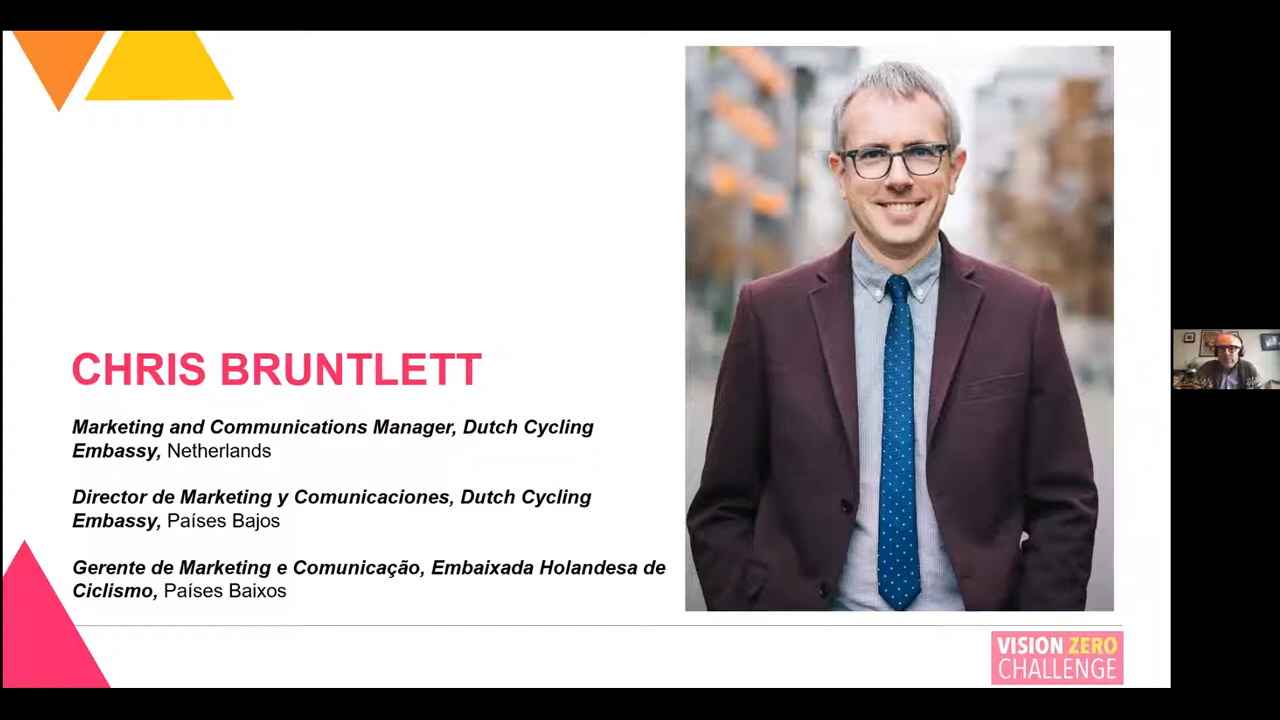 CHRIS BRUNTLETT
Marketing and Communications Manager, Dutch Cycling
Embassy, Netherlands
Director de Marketing y Comunicaciones, Dutch Cycling
Embassy, Países Bajos
Gerente de Marketing e Comunicação, Embaixada Holandesa de
Ciclismo, Países Baixos
VISION ZERO
CHALLENGE